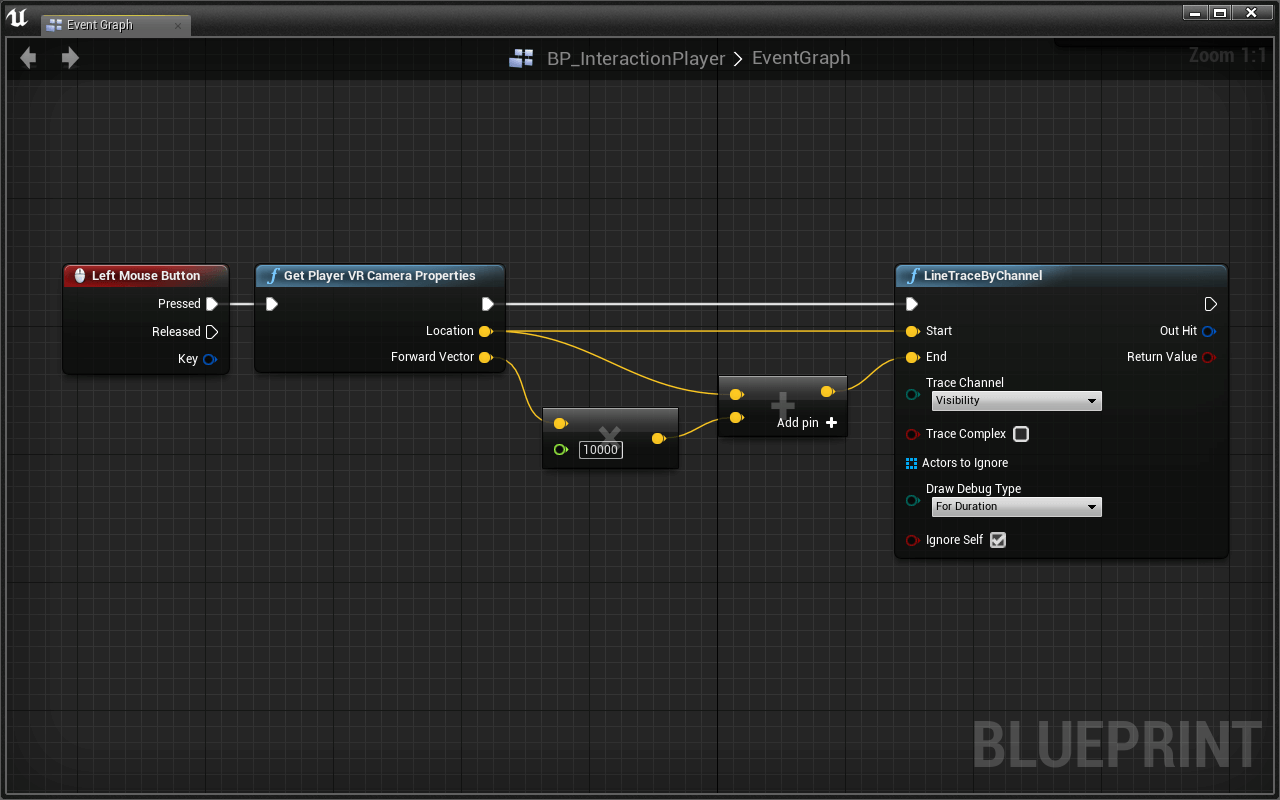 Event Graph
BP_InteractionPlayer > EventGraph
Zoom 1:1
Left Mouse Button
Pressed
Released
Key
Get Player VR Camera Properties
Location
Forward Vector
10000
Add pin
LineTraceByChannel
Start
Out Hit
End
Return Value
Trace Channel
Visibility
Trace Complex
Actors to Ignore
Draw Debug Type
For Duration
Ignore Self
BLUEPRINT